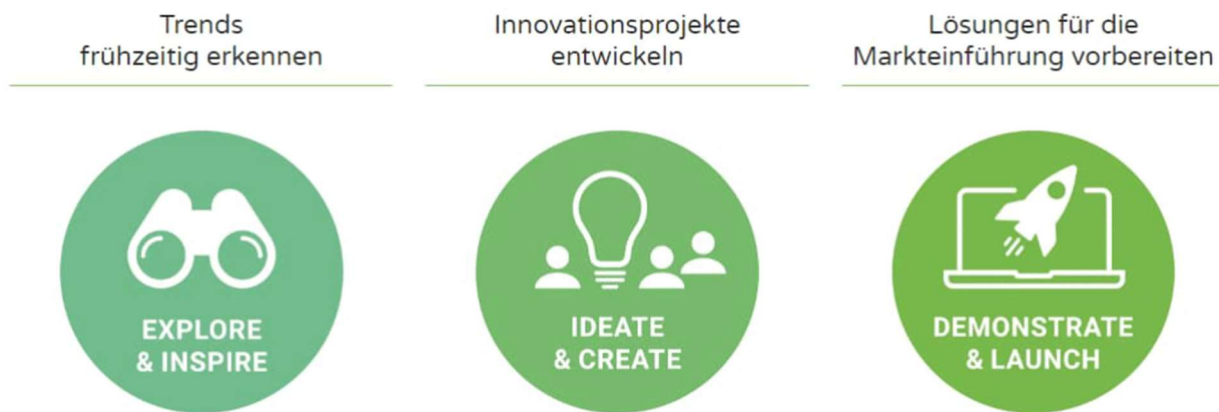 Trends
frühzeitig erkennen
Innovationsprojekte
entwickeln
Lösungen für die
Markteinführung vorbereiten
EXPLORE
& INSPIRE
IDEATE
& CREATE
DEMONSTRATE
& LAUNCH